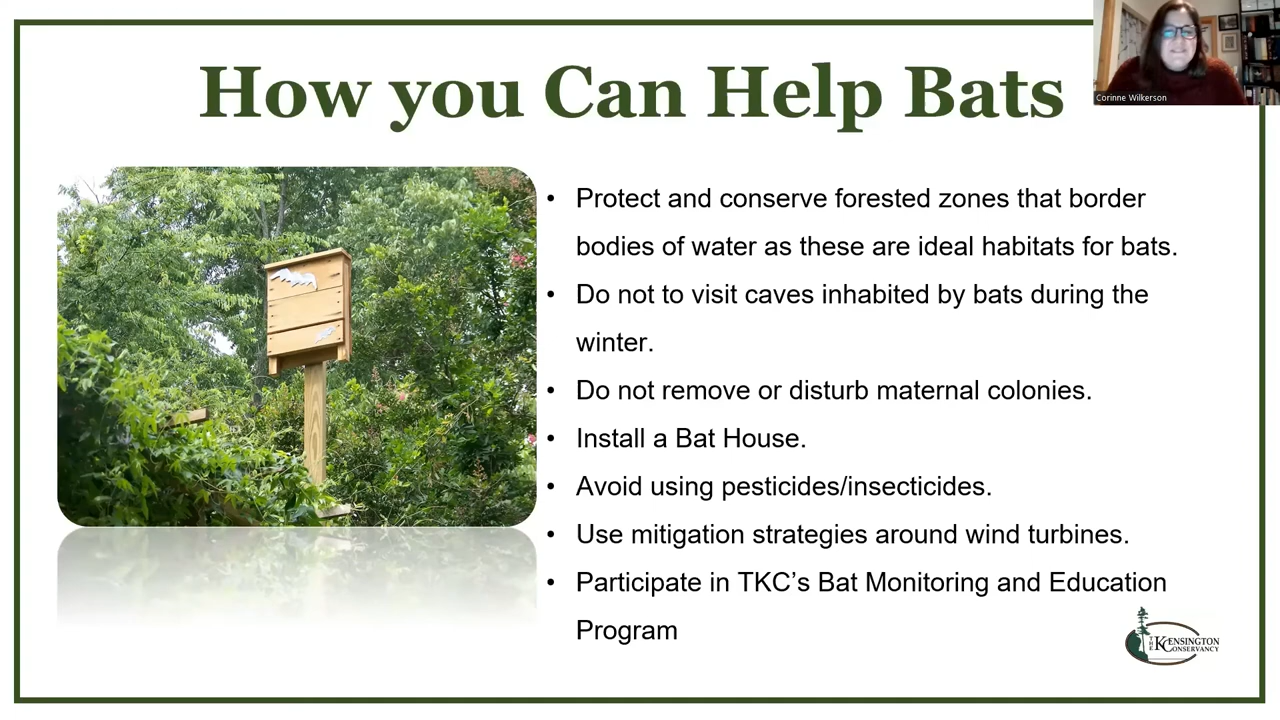 How you Can Help Bats
Corinne Wilkerson
• Protect and conserve forested zones that border
bodies of water as these are ideal habitats for bats.
• Do not to visit caves inhabited by bats during the
winter.
• Do not remove or disturb maternal colonies.
• Install a Bat House.
• Avoid using pesticides/insecticides.
• Use mitigation strategies around wind turbines.
• Participate in TKC’s Bat Monitoring and Education
Program
THE KENSINGTON
CONSERVANCY